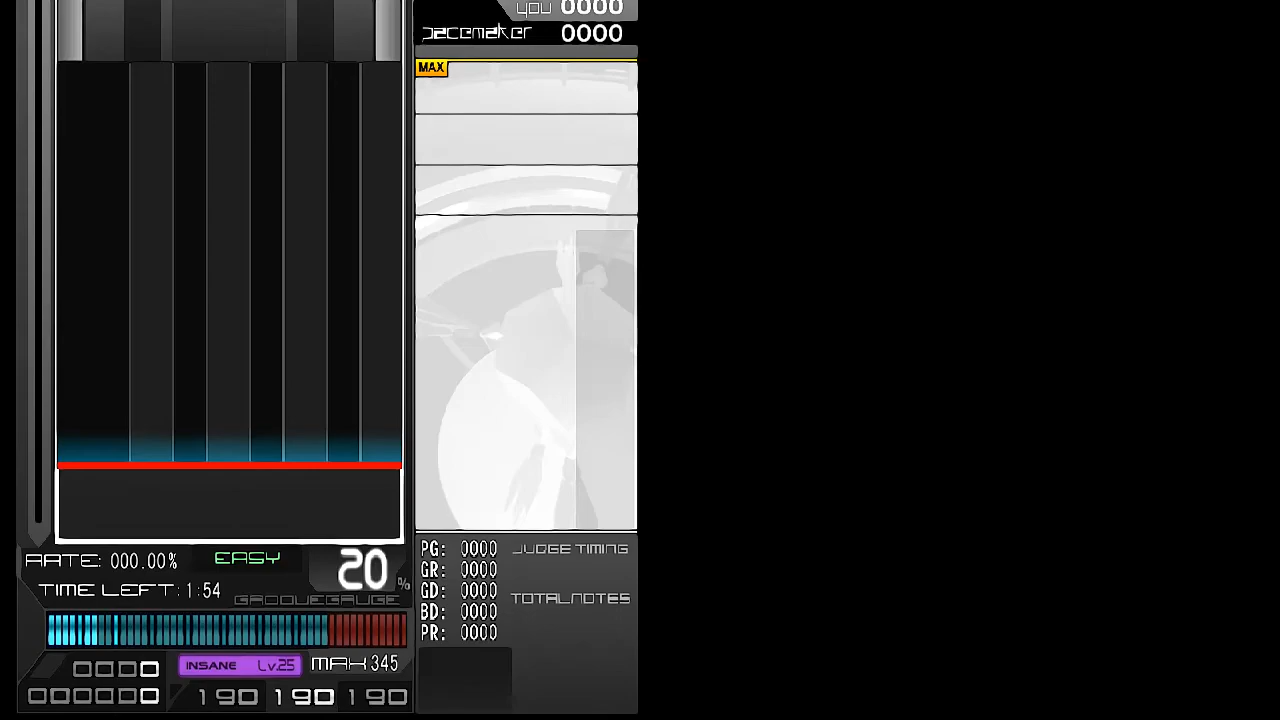 YOU 0000
pacemaker 0000
MAX
RATE: 000.00% EASY 20 %
TIME LEFT: 1:54
GROOVEGAUGE
INSANE Lv.25 MAX 345
0000
000000 190 190 190
PG: 0000 JUDGE TIMING
GR: 0000
GD: 0000 TOTALNOTES
BD: 0000
PR: 0000